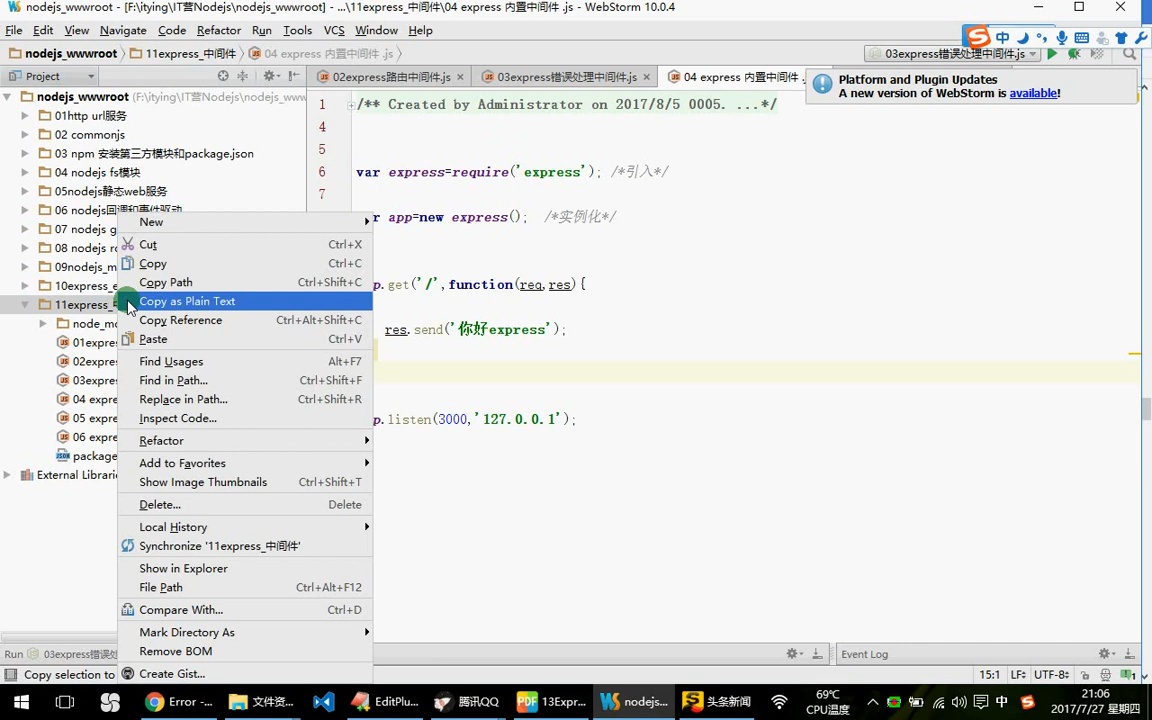 nodejs_wwwroot - [F:\itying\IT营Nodejs\nodejs_wwwroot] - ...\11express_中间件\04 express 内置中间件 .js - WebStorm 10.0.4
File Edit View Navigate Code Refactor Run Tools VCS Window Help
中
nodejs_wwwroot 11express_中间件 04 express 内置中间件 .js
03express错误处理中间件.js
Project
02express路由中间件.js
03express错误处理中间件.js
04 express 内置中间件 .
Platform and Plugin Updates
A new version of WebStorm is available!
nodejs_wwwroot (F:\itying\IT营Nodejs\nodejs_www
01http url服务
02 commonjs
03 npm 安装第三方模块和package.json
04 nodejs fs模块
05nodejs静态web服务
06 nodejs回调和事件驱动
07 nodejs g
08 nodejs ro
09nodejs_m
10express_e
11express_
node_mo
01expre
02expre
03expre
04 expre
05 expre
06 expre
package
External Librarie
1 /** Created by Administrator on 2017/8/5 0005. ...*/
4
5
6 var express=require('express'); /*引入*/
7
r app=new express(); /*实例化*/
p.get('/',function(req,res){
res.send('你好express');
p.listen(3000,'127.0.0.1');
New
Cut Ctrl+X
Copy Ctrl+C
Copy Path Ctrl+Shift+C
Copy as Plain Text
Copy Reference Ctrl+Alt+Shift+C
Paste Ctrl+V
Find Usages Alt+F7
Find in Path... Ctrl+Shift+F
Replace in Path... Ctrl+Shift+R
Inspect Code...
Refactor
Add to Favorites
Show Image Thumbnails Ctrl+Shift+T
Delete... Delete
Local History
Synchronize '11express_中间件'
Show in Explorer
File Path Ctrl+Alt+F12
Compare With... Ctrl+D
Mark Directory As
Remove BOM
Create Gist...
Run 03express错误处
Event Log
Copy selection to
15:1 LF÷ UTF-8÷
Error -...
文件资...
EditPlu...
腾讯QQ
13Expr...
nodejs...
头条新闻
69℃
CPU温度
中
21:06
2017/7/27 星期四